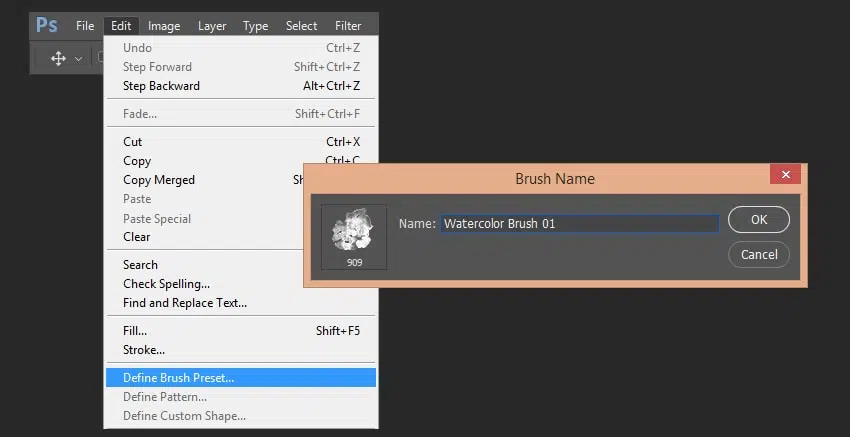 Ps File Edit Image Layer Type Select Filter
Undo Ctrl+Z
Step Forward Shift+Ctrl+Z
Step Backward Alt+Ctrl+Z
Fade... Shift+Ctrl+F
Cut Ctrl+X
Copy Ctrl+C
Copy Merged Sh
Paste
Paste Special
Clear
Search
Check Spelling...
Find and Replace Text...
Fill... Shift+F5
Stroke...
Define Brush Preset...
Define Pattern...
Define Custom Shape...
Brush Name
Name: Watercolor Brush 01
OK
Cancel
909